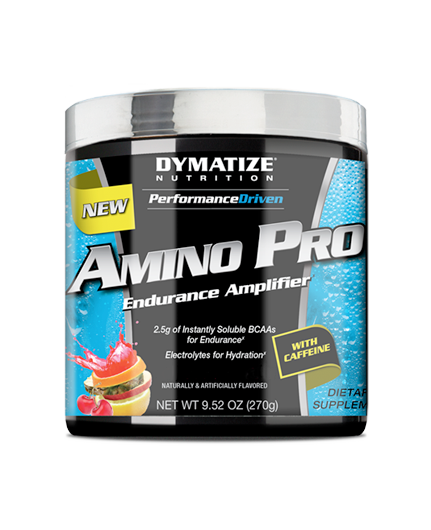 DYMATIZE®
NUTRITION
PerformanceDriven
NEW
AMINO PRO
Endurance Amplifier
2.5g of Instantly Soluble BCAAs
for Endurance¥
Electrolytes for Hydration¥
WITH
CAFFEINE
NATURALLY & ARTIFICIALLY FLAVORED
NET WT 9.52 OZ (270g)
DIETAR
SUPPLEM